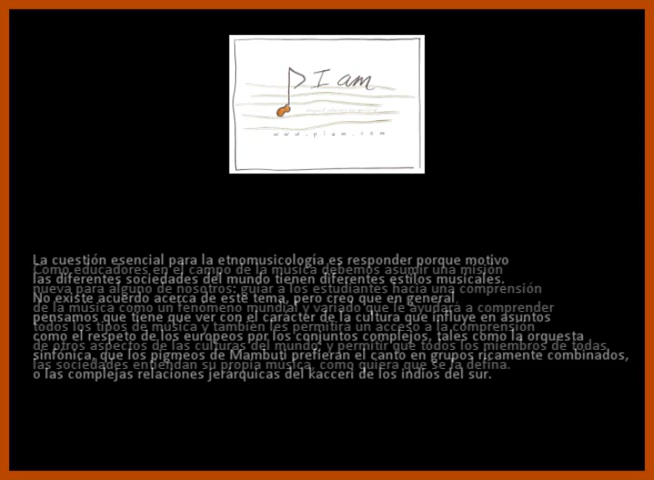 I am
www.piam.com
La cuestión esencial para la etnomusicología es responder porque motivo
las diferentes sociedades del mundo tienen diferentes estilos musicales.
No existe acuerdo acerca de este tema, pero creo que en general
pensamos que tiene que ver con el carácter de la cultura que influye en asuntos
como el respeto de los europeos por los conjuntos complejos, tales como la orquesta
sinfónica, que los pigmeos de Mambuti prefieran el canto en grupos ricamente combinados,
o las complejas relaciones jerárquicas del kacceri de los indios del sur.
Como educadores en el campo de la música debemos asumir una misión
nueva para alguno de nosotros: guiar a los estudiantes hacia una comprensión
de la música como un fenómeno mundial y variado que le ayudara a comprender
todos los tipos de música y también les permitira un acceso a la comprensión
de otros aspectos de las culturas del mundo; y permitir que todos los miembros de todas
las sociedades entiendan su propia música, como quiera que se la defina.